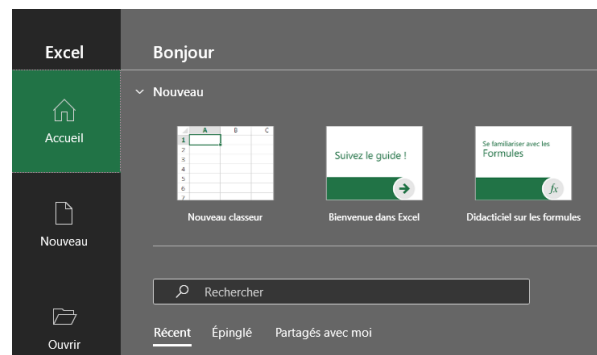 Excel
Bonjour
Accueil
Nouveau
Ouvrir
Nouveau
A B C
1
2
3
4
5
6
7
Nouveau classeur
Suivez le guide !
Bienvenue dans Excel
Se familiariser avec les
Formules
fx
Didacticiel sur les formules
Rechercher
Récent Épinglé Partagés avec moi